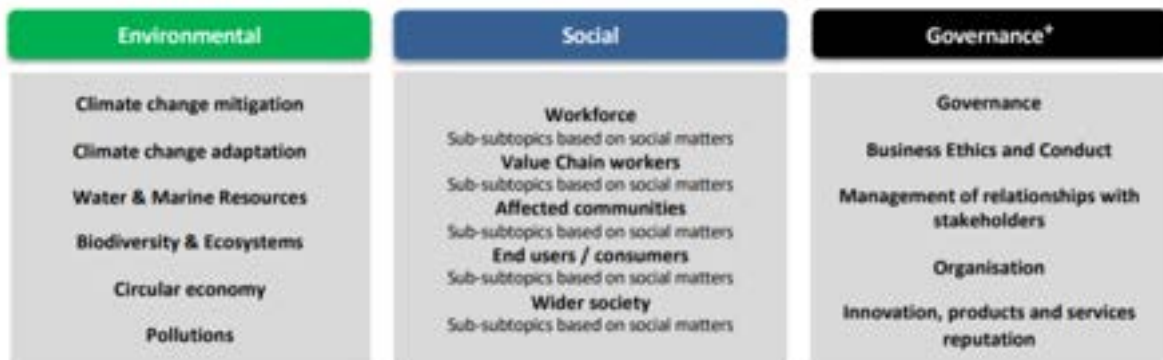 Environmental
Climate change mitigation
Climate change adaptation
Water & Marine Resources
Biodiversity & Ecosystems
Circular economy
Pollutions
Social
Workforce
Sub-subtopics based on social matters
Value Chain workers
Sub-subtopics based on social matters
Affected communities
Sub-subtopics based on social matters
End users / consumers
Sub-subtopics based on social matters
Wider society
Sub-subtopics based on social matters
Governance+
Governance
Business Ethics and Conduct
Management of relationships with
stakeholders
Organisation
Innovation, products and services
reputation